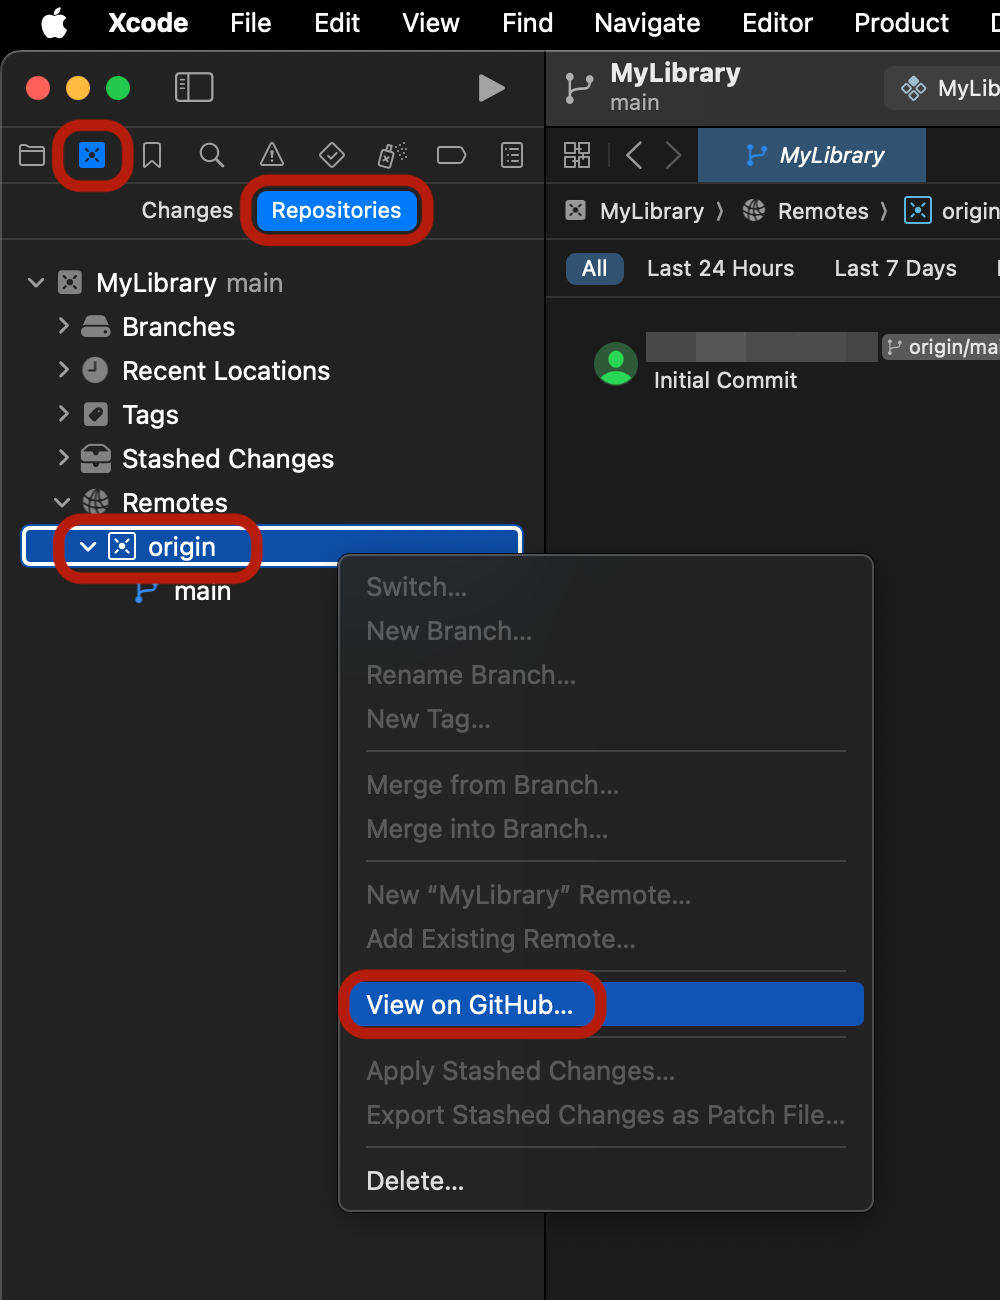 Xcode File Edit View Find Navigate Editor Product
MyLibrary
main
MyLib
MyLibrary
Changes Repositories
MyLibrary Remotes origin
All Last 24 Hours Last 7 Days
MyLibrary main
Branches
Recent Locations
Tags
Stashed Changes
Remotes
origin
main
origin/mai
Initial Commit
Switch...
New Branch...
Rename Branch...
New Tag...
Merge from Branch...
Merge into Branch...
New “MyLibrary” Remote...
Add Existing Remote...
View on GitHub...
Apply Stashed Changes...
Export Stashed Changes as Patch File...
Delete...